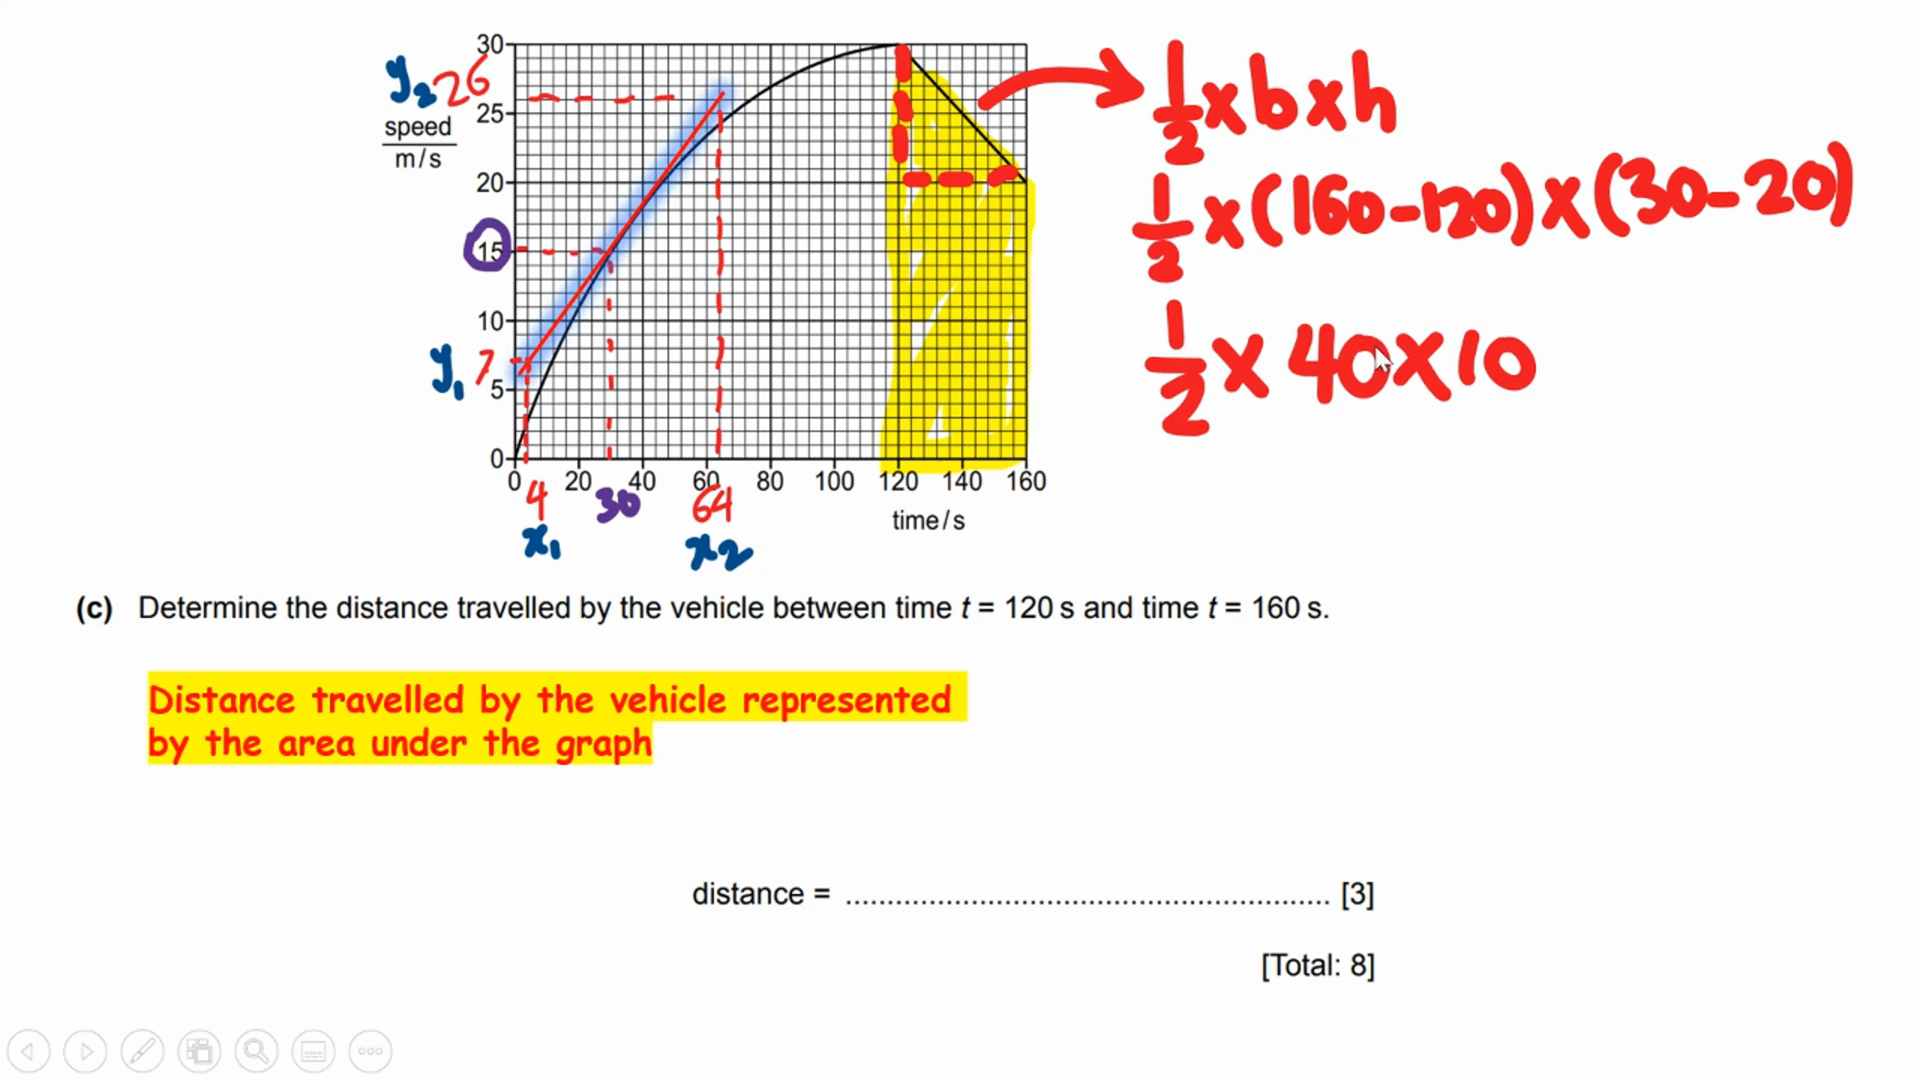 30
y2 26
25
speed
m/s
20
15
10
y1 7
5
0
0 20 40 60 80 100 120 140 160
4 30 64
time/s
x1 x2
1/2 x b x h
1/2 x (160-120) x (30-20)
1/2 x 40 x 10
(c) Determine the distance travelled by the vehicle between time t = 120 s and time t = 160 s.
Distance travelled by the vehicle represented
by the area under the graph
distance = ........................................................ [3]
[Total: 8]